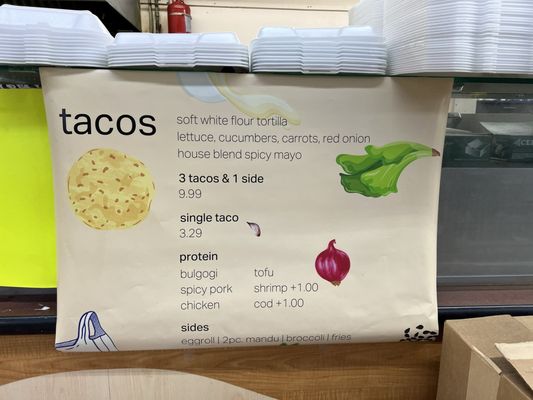 tacos
soft white flour tortilla
lettuce, cucumbers, carrots, red onion
house blend spicy mayo
3 tacos & 1 side
9.99
single taco
3.29
protein
bulgogi tofu
spicy pork shrimp +1.00
chicken cod +1.00
sides
eggroll | 2pc. mandu | broccoli | fries